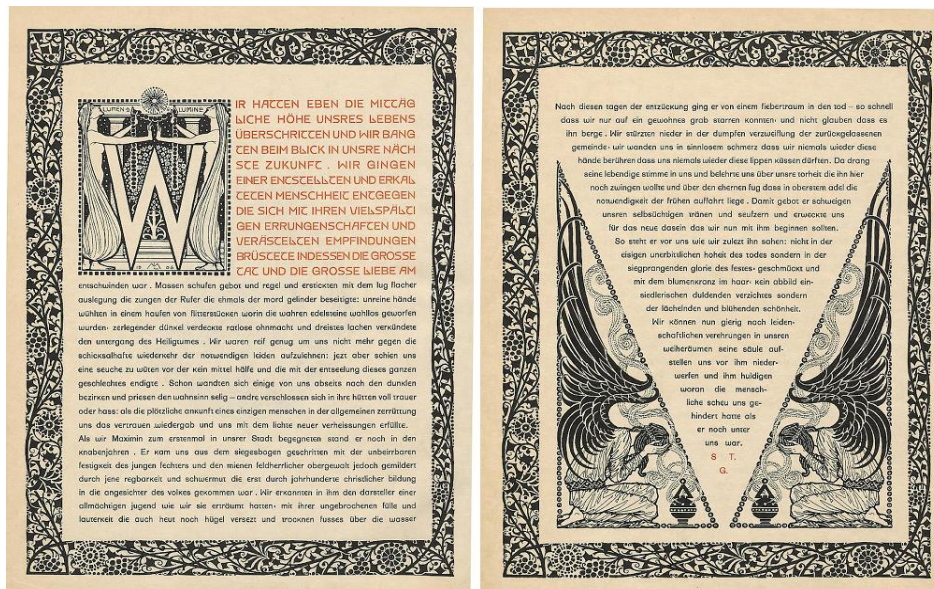 LUMEN DE LUMINE
W
IR HATTEN EBEN DIE MITTÄG
LICHE HÖHE UNSRES LEBENS
ÜBERSCHRITTEN UND WIR BANG
TEN BEIM BLICK IN UNSRE NÄCH
STE ZUKUNFT . WIR GINGEN
EINER ENTSTELLTEN UND ERKAL
TETEN MENSCHHEIT ENTGEGEN
DIE SICH MIT IHREN VIELSPÄLTI
GEN ERRUNGENSCHAFTEN UND
VERÄSTELTEN EMPFINDUNGEN
BRÜSTETE INDESSEN DIE GROSSE
TAT UND DIE GROSSE LIEBE AM
entschwinden war . Massen schufen gebot und regel und erstickten mit dem lug flacher
auslegung die zungen der Rufer die ehmals der mord gelinder beseitigte: unreine hände
wühlten in einem haufen von flitterstücken worin die wahren edelsteine wahllos geworfen
wurden· zerlegender dünkel verdeckte ratlose ohnmacht und dreistes lachen verkündete
den untergang des Heiligtumes . Wir waren reif genug um uns nicht mehr gegen die
schicksalhafte wiederkehr der notwendigen leiden aufzulehnen: jezt aber schien uns
eine seuche zu wüten vor der kein mittel hälfe und die mit der entseelung dieses ganzen
geschlechtes endigte . Schon wandten sich einige von uns abseits nach den dunklen
bezirken und priesen den wahnsinn selig – andre verschlossen sich in ihre hütten voll trauer
oder hass: als die plötzliche ankunft eines einzigen menschen in der allgemeinen zerrüttung
uns das vertrauen wiedergab und uns mit dem lichte neuer verheissungen erfüllte.
Als wir Maximin zum erstenmal in unsrer Stadt begegneten stand er noch in den
knabenjahren . Er kam uns aus dem siegesbogen geschritten mit der unbeirrbaren
festigkeit des jungen fechters und den mienen feldherrlicher obergewalt jedoch gemildert
durch jene regbarkeit und schwermut die erst durch jahrhunderte christlicher bildung
in die angesichter des volkes gekommen war . Wir erkannten in ihm den darsteller einer
allmächtigen jugend wie wir sie erträumt hatten· mit ihrer ungebrochenen fülle und
lauterkeit die auch heut noch hügel versezt und trocknen fusses über die wasser
Nach diesen tagen der entzückung ging er von einem fiebertraum in den tod – so schnell
dass wir nur auf ein gewohnes grab starren konnten· und nicht glauben dass es
ihn berge . Wir stürzten nieder in der dumpfen verzweiflung der zurückgelassenen
gemeinde· wir wanden uns in sinnlosem schmerz dass wir niemals wieder diese
hände berühren dass uns niemals wieder diese lippen küssen dürften. Da drang
seine lebendige stimme in uns und belehrte uns über unsre torheit die ihn hier
noch zwingen wollte und über den ehernen fug dass in oberstem adel die
notwendigkeit der frühen auffahrt liege . Damit gebot er schweigen
unsren selbsüchtigen tränen und seufzern und erweckte uns
für das neue dasein das wir nun mit ihm beginnen sollten.
So steht er vor uns wie wir zulezt ihn sahen: nicht in der
eisigen unerbittlichen hoheit des todes sondern in der
siegprangenden glorie des festes· geschmückt und
mit dem blumenkranz im haar· kein abbild ein-
siedlerischen duldenden verzichts sondern
der lächelnden und blühenden schönheit.
Wir können nun gierig nach leiden-
schaftlichen verehrungen in unsren
weiheräumen seine säule auf-
stellen uns vor ihm nieder-
werfen und ihm huldigen
woran die mensch-
liche scheu uns ge-
hindert hatte als
er noch unter
uns war.
S T.
G.